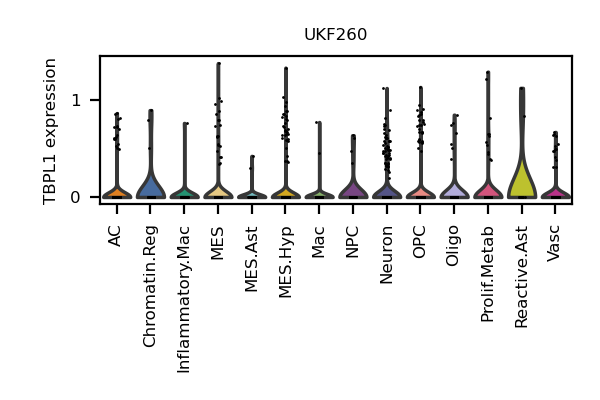 UKF260
TBPL1 expression
1
0
AC
Chromatin.Reg
Inflammatory.Mac
MES
MES.Ast
MES.Hyp
Mac
NPC
Neuron
OPC
Oligo
Prolif.Metab
Reactive.Ast
Vasc